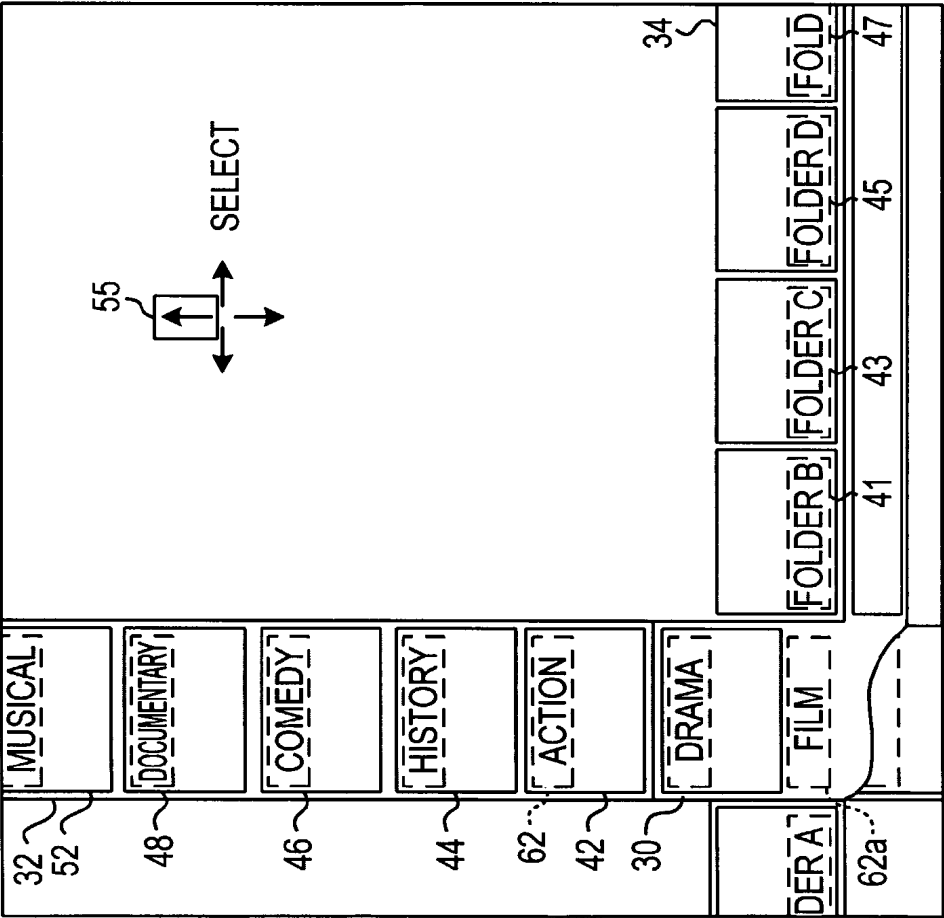 MUSICAL
32
52
55
DOCUMENTARY
48
SELECT
COMEDY
46
HISTORY
44
ACTION
62
42
30
34
DRAMA
DER A FILM FOLDER B FOLDER C FOLDER D FOLD
62a 41 43 45 47